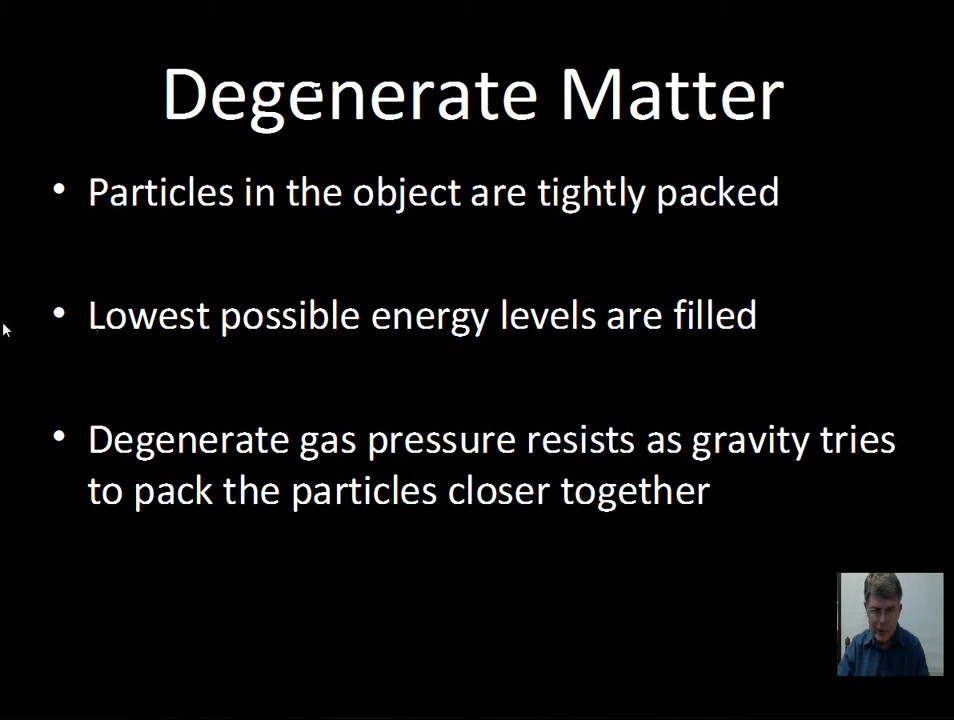 Degenerate Matter
• Particles in the object are tightly packed
• Lowest possible energy levels are filled
• Degenerate gas pressure resists as gravity tries
to pack the particles closer together